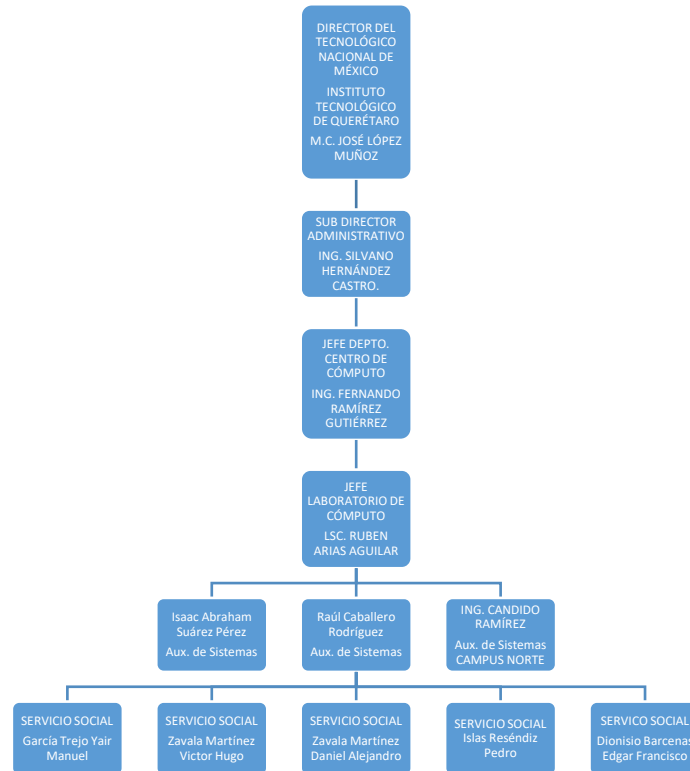 DIRECTOR DEL
TECNOLÓGICO
NACIONAL DE
MÉXICO
INSTITUTO
TECNOLÓGICO
DE QUERÉTARO
M.C. JOSÉ LÓPEZ
MUÑOZ
SUB DIRECTOR
ADMINISTRATIVO
ING. SILVANO
HERNÁNDEZ
CASTRO.
JEFE DEPTO.
CENTRO DE
CÓMPUTO
ING. FERNANDO
RAMÍREZ
GUTIÉRREZ
JEFE
LABORATORIO DE
CÓMPUTO
LSC. RUBEN
ARIAS AGUILAR
Isaac Abraham
Suárez Pérez
Aux. de Sistemas
Raúl Caballero
Rodríguez
Aux. de Sistemas
ING. CANDIDO
RAMÍREZ
Aux. de Sistemas
CAMPUS NORTE
SERVICIO SOCIAL
García Trejo Yair
Manuel
SERVICIO SOCIAL
Zavala Martínez
Victor Hugo
SERVICIO SOCIAL
Zavala Martínez
Daniel Alejandro
SERVICIO SOCIAL
Islas Reséndiz
Pedro
SERVICO SOCIAL
Dionisio Barcenas
Edgar Francisco